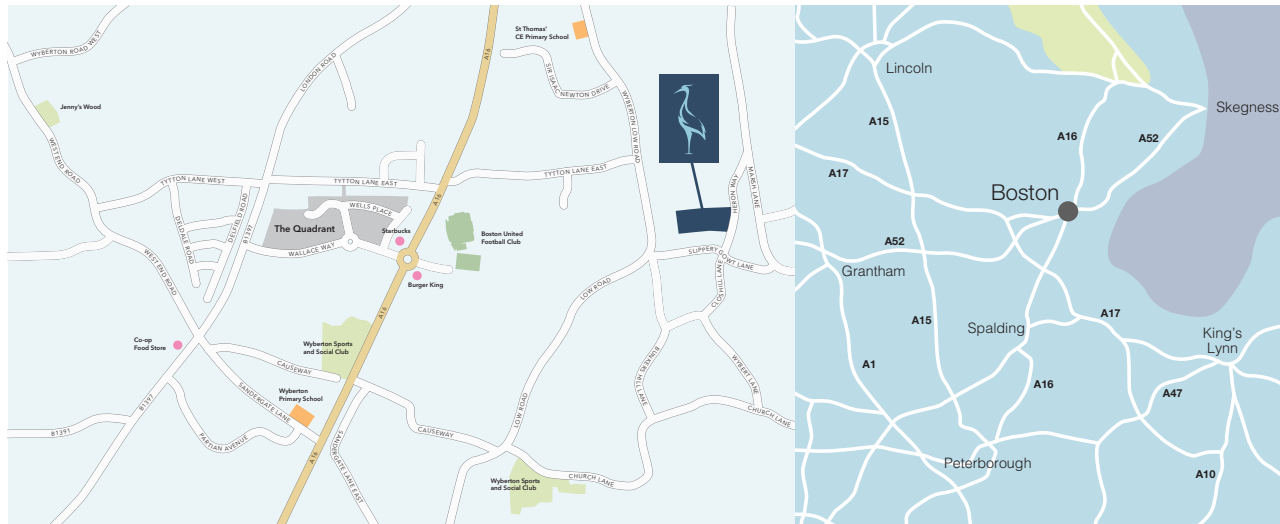 WYBERTON ROAD WEST
Jenny's Wood
WEST END ROAD
LONDON ROAD
A16
St Thomas'
CE Primary School
SIR ISAAC
NEWTON DRIVE
WYBERTON LOW ROAD
TYTTON LANE WEST
TYTTON LANE EAST
TYTTON LANE EAST
HERON WAY
MARSH LANE
DELFIELD ROAD
B1397
WELLS PLACE
The Quadrant
Starbucks
WALLACE WAY
A16
Boston United
Football Club
Burger King
SLIPPERY GOWT LANE
WEST END ROAD
LOW ROAD
A16
Co-op
Food Store
Wyberton Sports
and Social Club
CAUSEWAY
SANDERGATE LANE
Wyberton
Primary School
B1397
B1391
PARTIAN AVENUE
A16
CAUSEWAY
LOW ROAD
WYBERT LANE
CHURCH LANE
Wyberton Sports
and Social Club
CHURCH LANE
Lincoln
A15
A17
A16
A52
Skegness
Boston
A52
Grantham
A15
Spalding
A17
King's
Lynn
A1
A16
A47
Peterborough
A10